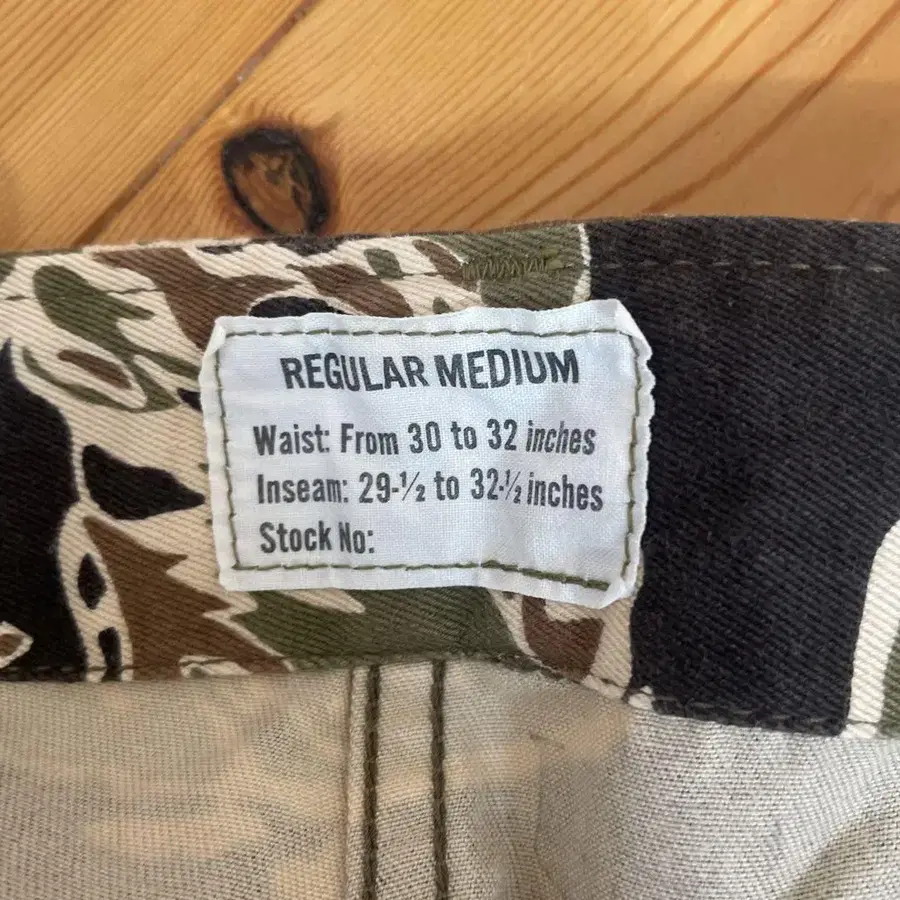 REGULAR MEDIUM
Waist: From 30 to 32 inches
Inseam: 29-½ to 32-½ inches
Stock No: